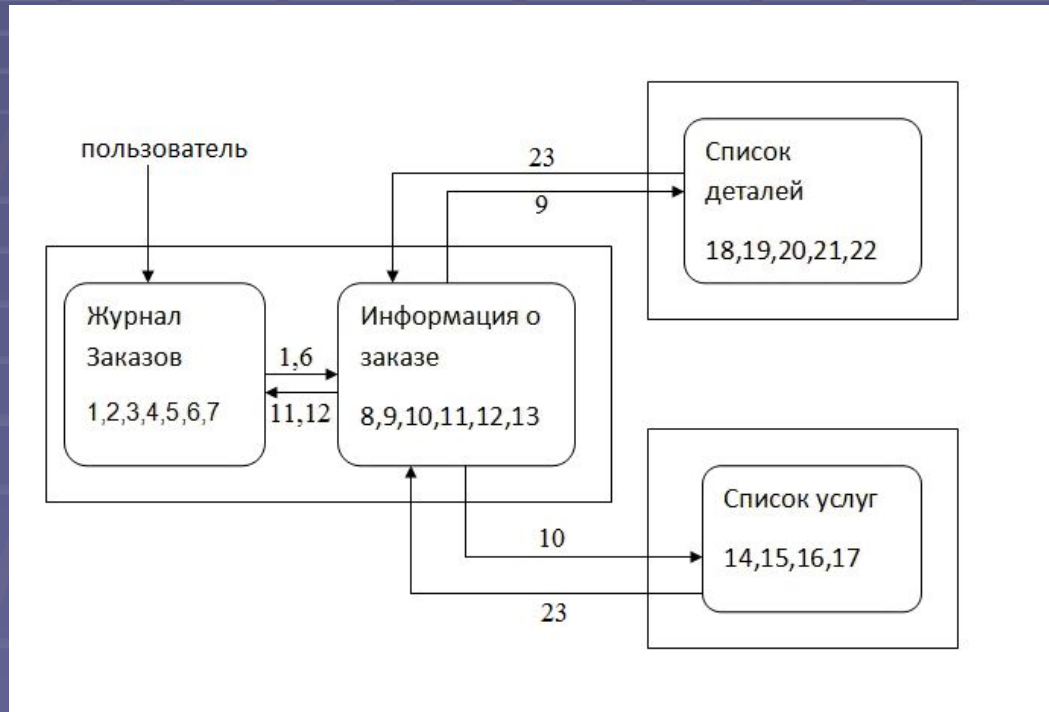 пользователь
23
9
Список
деталей
18,19,20,21,22
Журнал
Заказов
1,2,3,4,5,6,7
1,6
11,12
Информация о
заказе
8,9,10,11,12,13
10
23
Список услуг
14,15,16,17